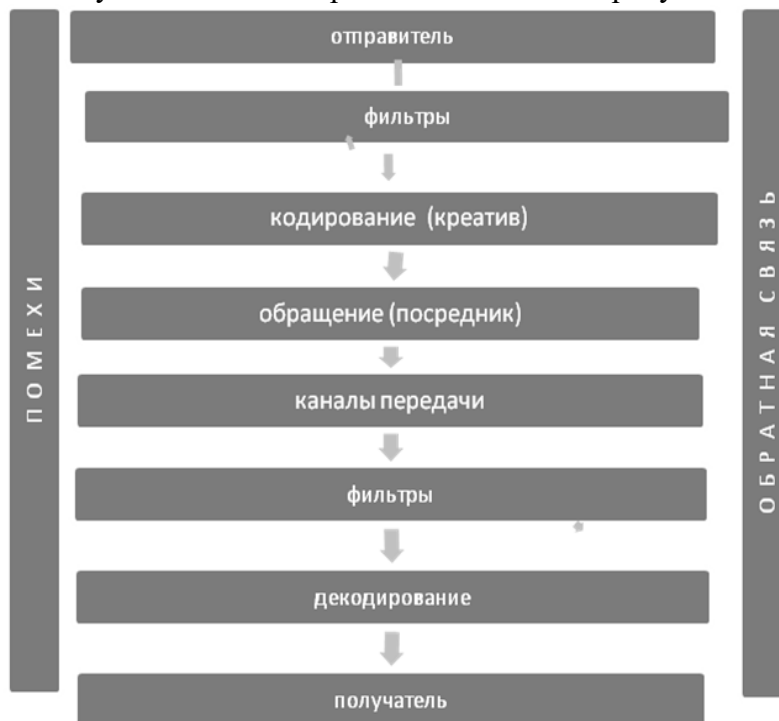 отправитель
фильтры
кодирование (креатив)
обращение (посредник)
каналы передачи
фильтры
декодирование
получатель
ПОМЕХИ
ОБРАТНАЯ СВЯЗЬ